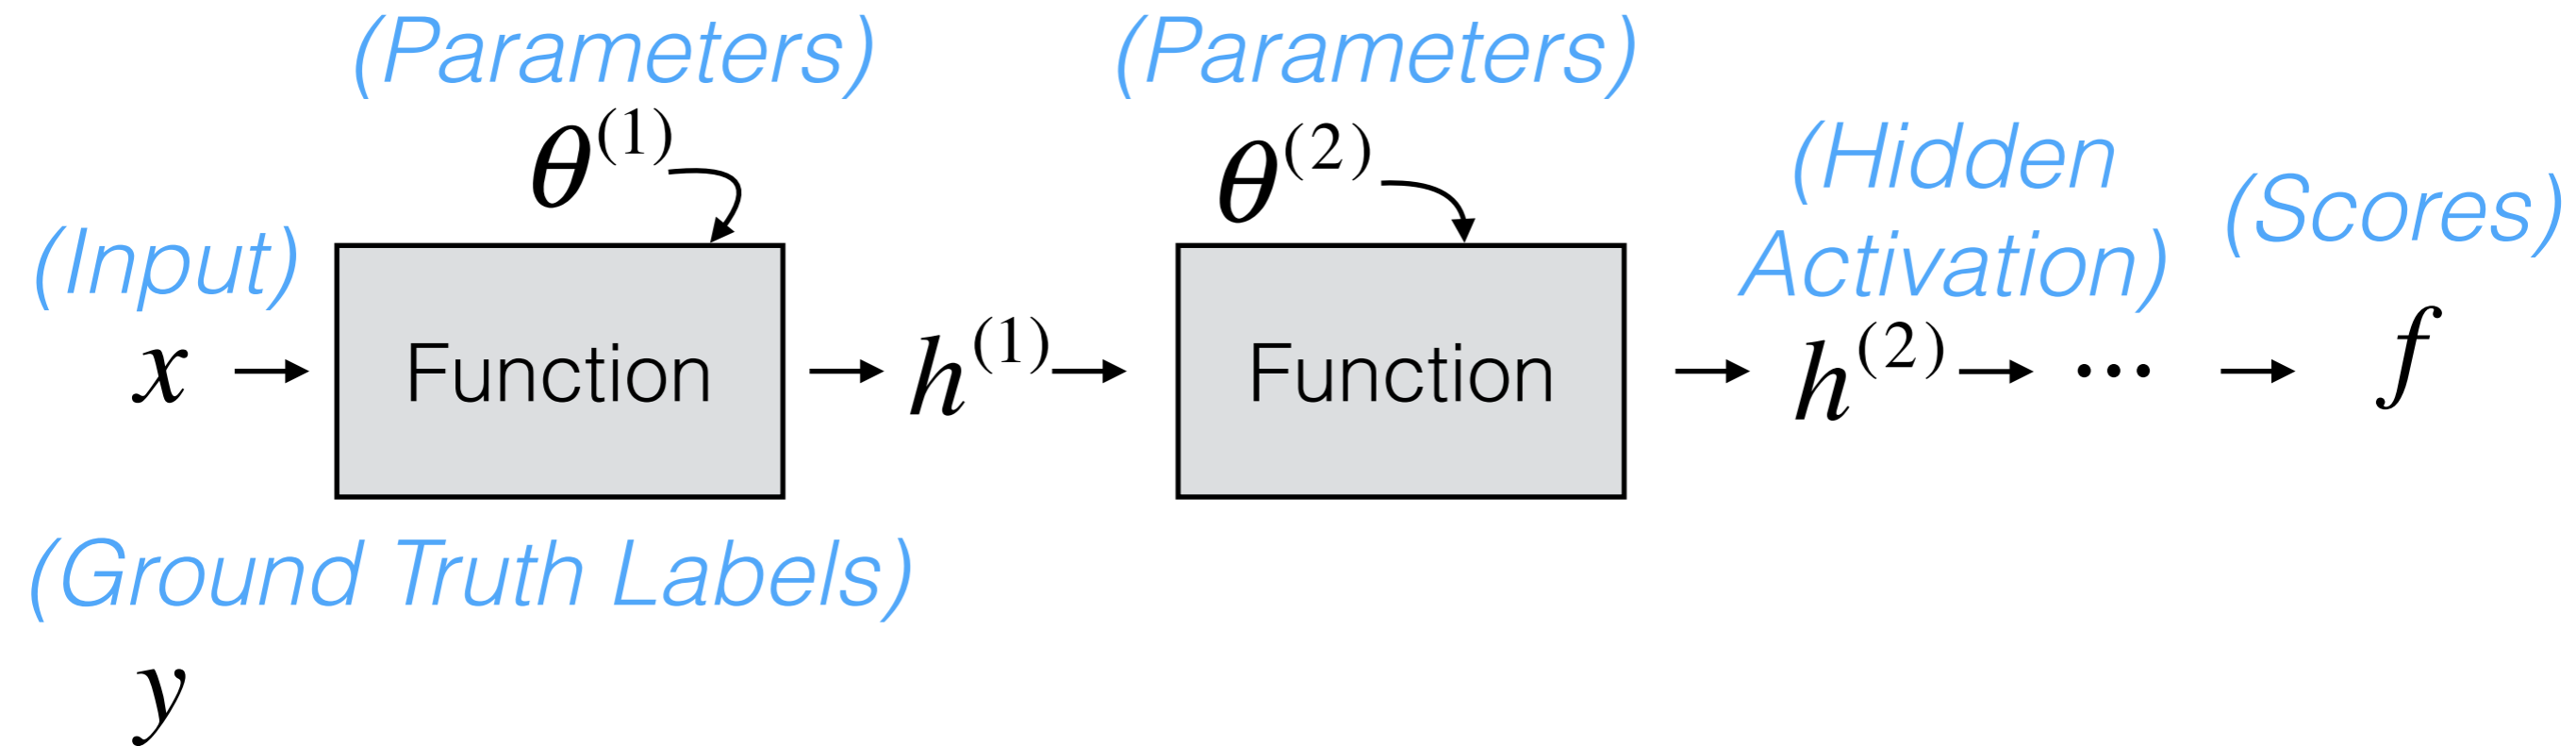 (Parameters) (Parameters)
θ(1) θ(2)
(Hidden
Activation)
(Scores)
(Input)
x → Function → h(1) → Function → h(2) → ··· → f
(Ground Truth Labels)
y